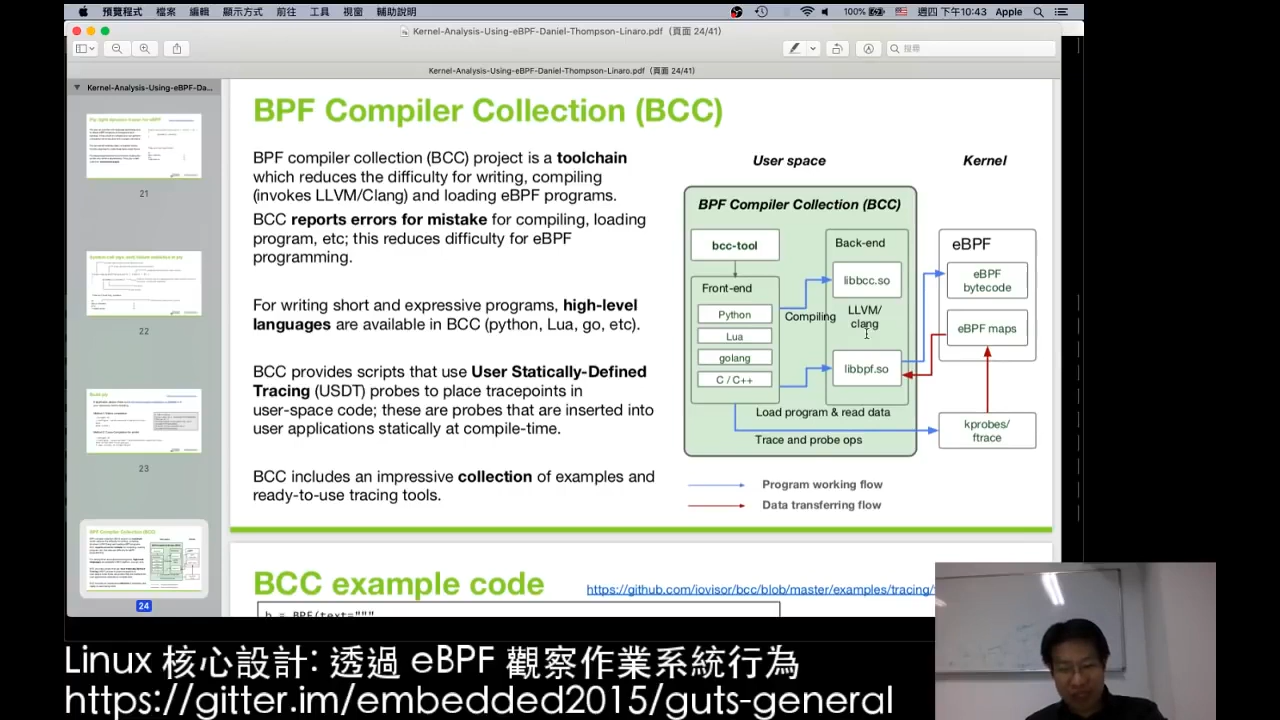 預覽程式 檔案 編輯 顯示方式 前往 工具 視窗 輔助說明 100% 週四 下午10:43 Apple
Kernel-Analysis-Using-eBPF-Daniel-Thompson-Linaro.pdf（頁面 24/41）
搜尋
Kernel-Analysis-Using-eBPF-Daniel-Thompson-Linaro.pdf（頁面 24/41）
Kernel-Analysis-Using-eBPF-Da...
21
22
23
24
BPF Compiler Collection (BCC)
BPF compiler collection (BCC) project is a toolchain
which reduces the difficulty for writing, compiling
(invokes LLVM/Clang) and loading eBPF programs.
BCC reports errors for mistake for compiling, loading
program, etc; this reduces difficulty for eBPF
programming.
For writing short and expressive programs, high-level
languages are available in BCC (python, Lua, go, etc).
BCC provides scripts that use User Statically-Defined
Tracing (USDT) probes to place tracepoints in
user-space code; these are probes that are inserted into
user applications statically at compile-time.
BCC includes an impressive collection of examples and
ready-to-use tracing tools.
User space
Kernel
BPF Compiler Collection (BCC)
bcc-tool
Front-end
Python
Lua
golang
C / C++
Compiling
Back-end
libbcc.so
LLVM/
clang
libbpf.so
Load program & read data
Trace and probe ops
eBPF
eBPF
bytecode
eBPF maps
kprobes/
ftrace
Program working flow
Data transferring flow
BCC example code
https://github.com/iovisor/bcc/blob/master/examples/tracing/
b = BPF(text="""
Linux 核心設計: 透過 eBPF 觀察作業系統行為
https://gitter.im/embedded2015/guts-general